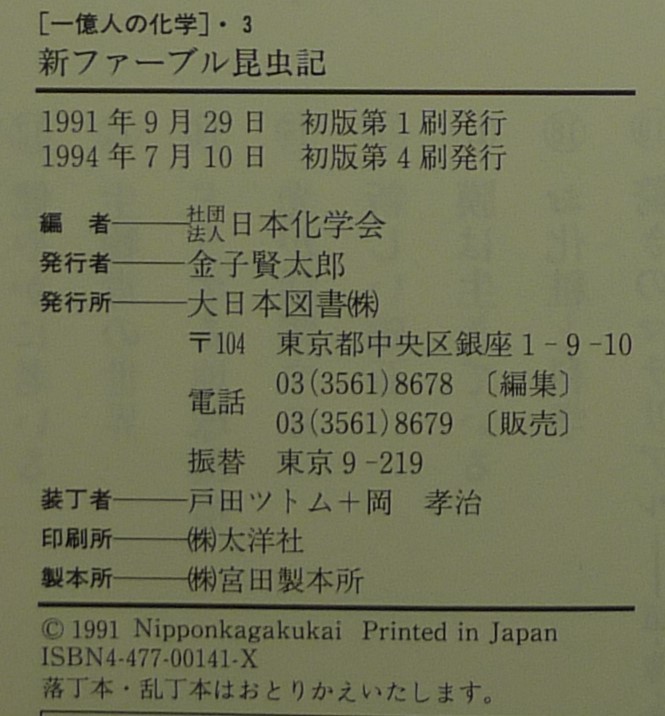 ［一億人の化学］・3
新ファーブル昆虫記
1991年9月29日　初版第1刷発行
1994年7月10日　初版第4刷発行
編　者――社団法人日本化学会
発行者――金子賢太郎
発行所――大日本図書㈱
〒104　東京都中央区銀座1-9-10
電話　03(3561)8678　〔編集〕
03(3561)8679　〔販売〕
振替　東京9-219
装丁者――戸田ツトム＋岡　孝治
印刷所――㈱太洋社
製本所――㈱宮田製本所
© 1991 Nipponkagakukai Printed in Japan
ISBN4-477-00141-X
落丁本・乱丁本はおとりかえいたします。